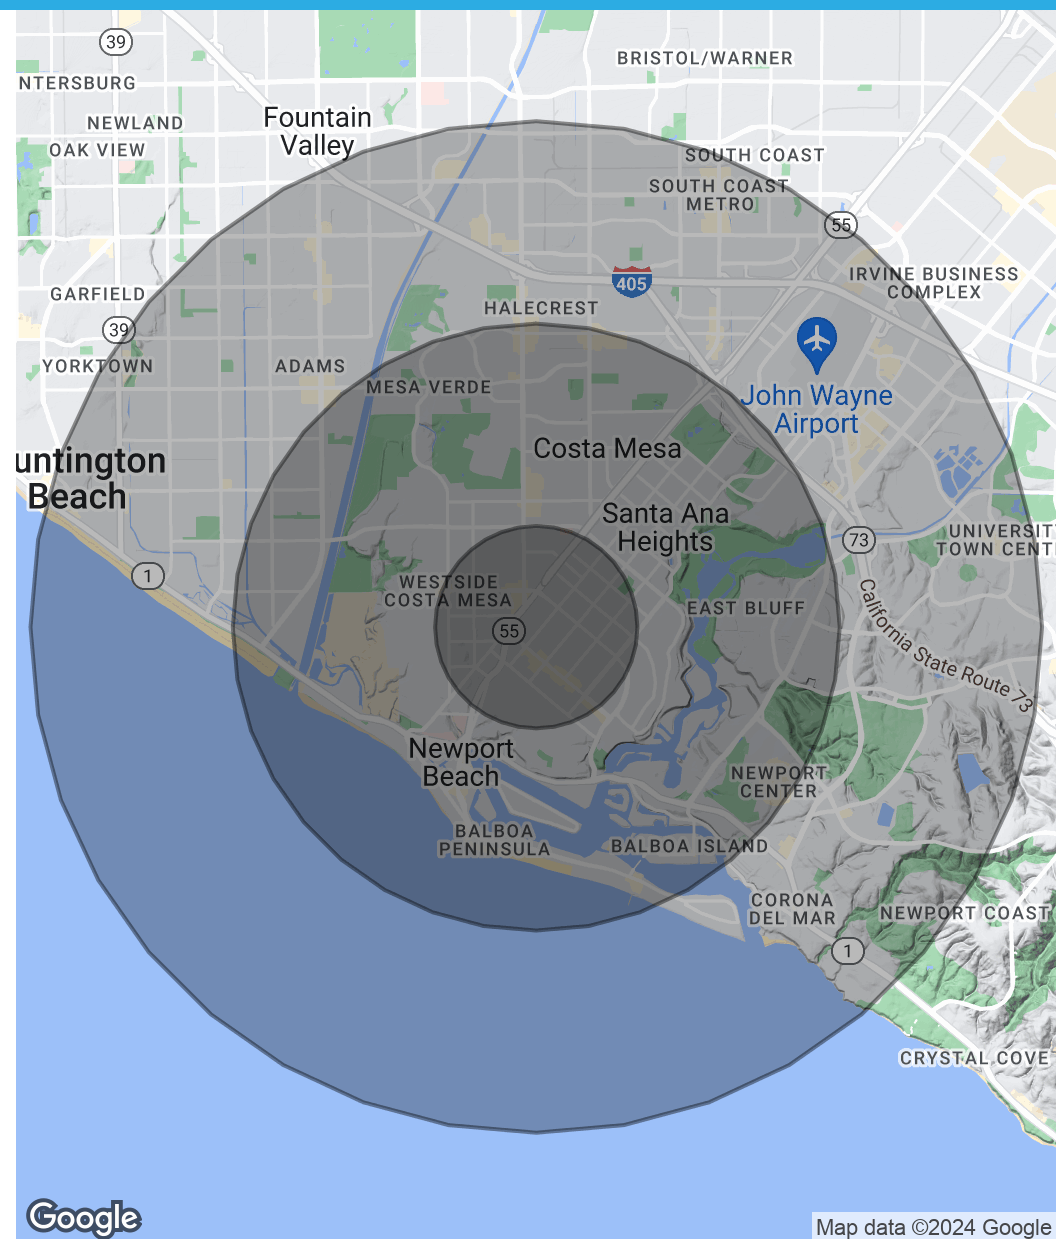 39
BRISTOL/WARNER
NTERSBURG
NEWLAND
Fountain
Valley
OAK VIEW
SOUTH COAST
SOUTH COAST
METRO
55
IRVINE BUSINESS
COMPLEX
405
GARFIELD
HALECREST
39
YORKTOWN
ADAMS
MESA VERDE
John Wayne
Airport
Costa Mesa
untington
Beach
Santa Ana
Heights
73
UNIVERSIT
TOWN CENT
1
WESTSIDE
COSTA MESA
EAST BLUFF
55
California State Route 73
Newport
Beach
NEWPORT
CENTER
BALBOA
PENINSULA
BALBOA ISLAND
CORONA
DEL MAR
NEWPORT COAST
1
CRYSTAL COVE
Google
Map data ©2024 Google